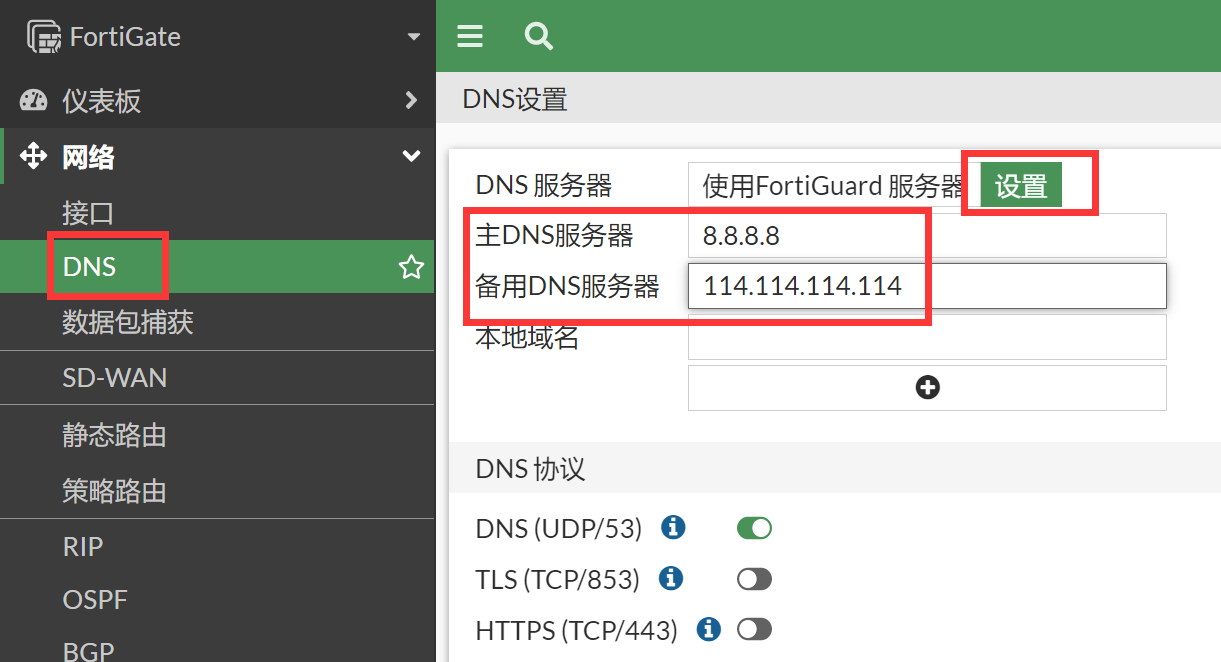 FortiGate
仪表板
网络
接口
DNS
数据包捕获
SD-WAN
静态路由
策略路由
RIP
OSPF
BGP
DNS设置
DNS 服务器 使用FortiGuard 服务器 设置
主DNS服务器 8.8.8.8
备用DNS服务器 114.114.114.114
本地域名
DNS 协议
DNS (UDP/53)
TLS (TCP/853)
HTTPS (TCP/443)